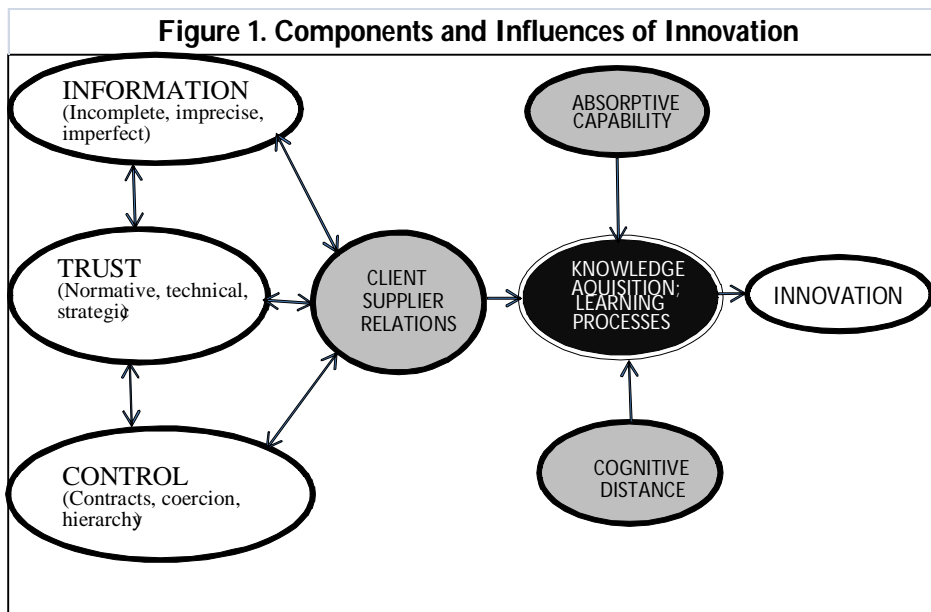 Figure 1. Components and Influences of Innovation
INFORMATION
(Incomplete, imprecise,
imperfect)
TRUST
(Normative, technical,
strategic)
CONTROL
(Contracts, coercion,
hierarchy)
CLIENT
SUPPLIER
RELATIONS
ABSORPTIVE
CAPABILITY
KNOWLEDGE
AQUISITION;
LEARNING
PROCESSES
COGNITIVE
DISTANCE
INNOVATION